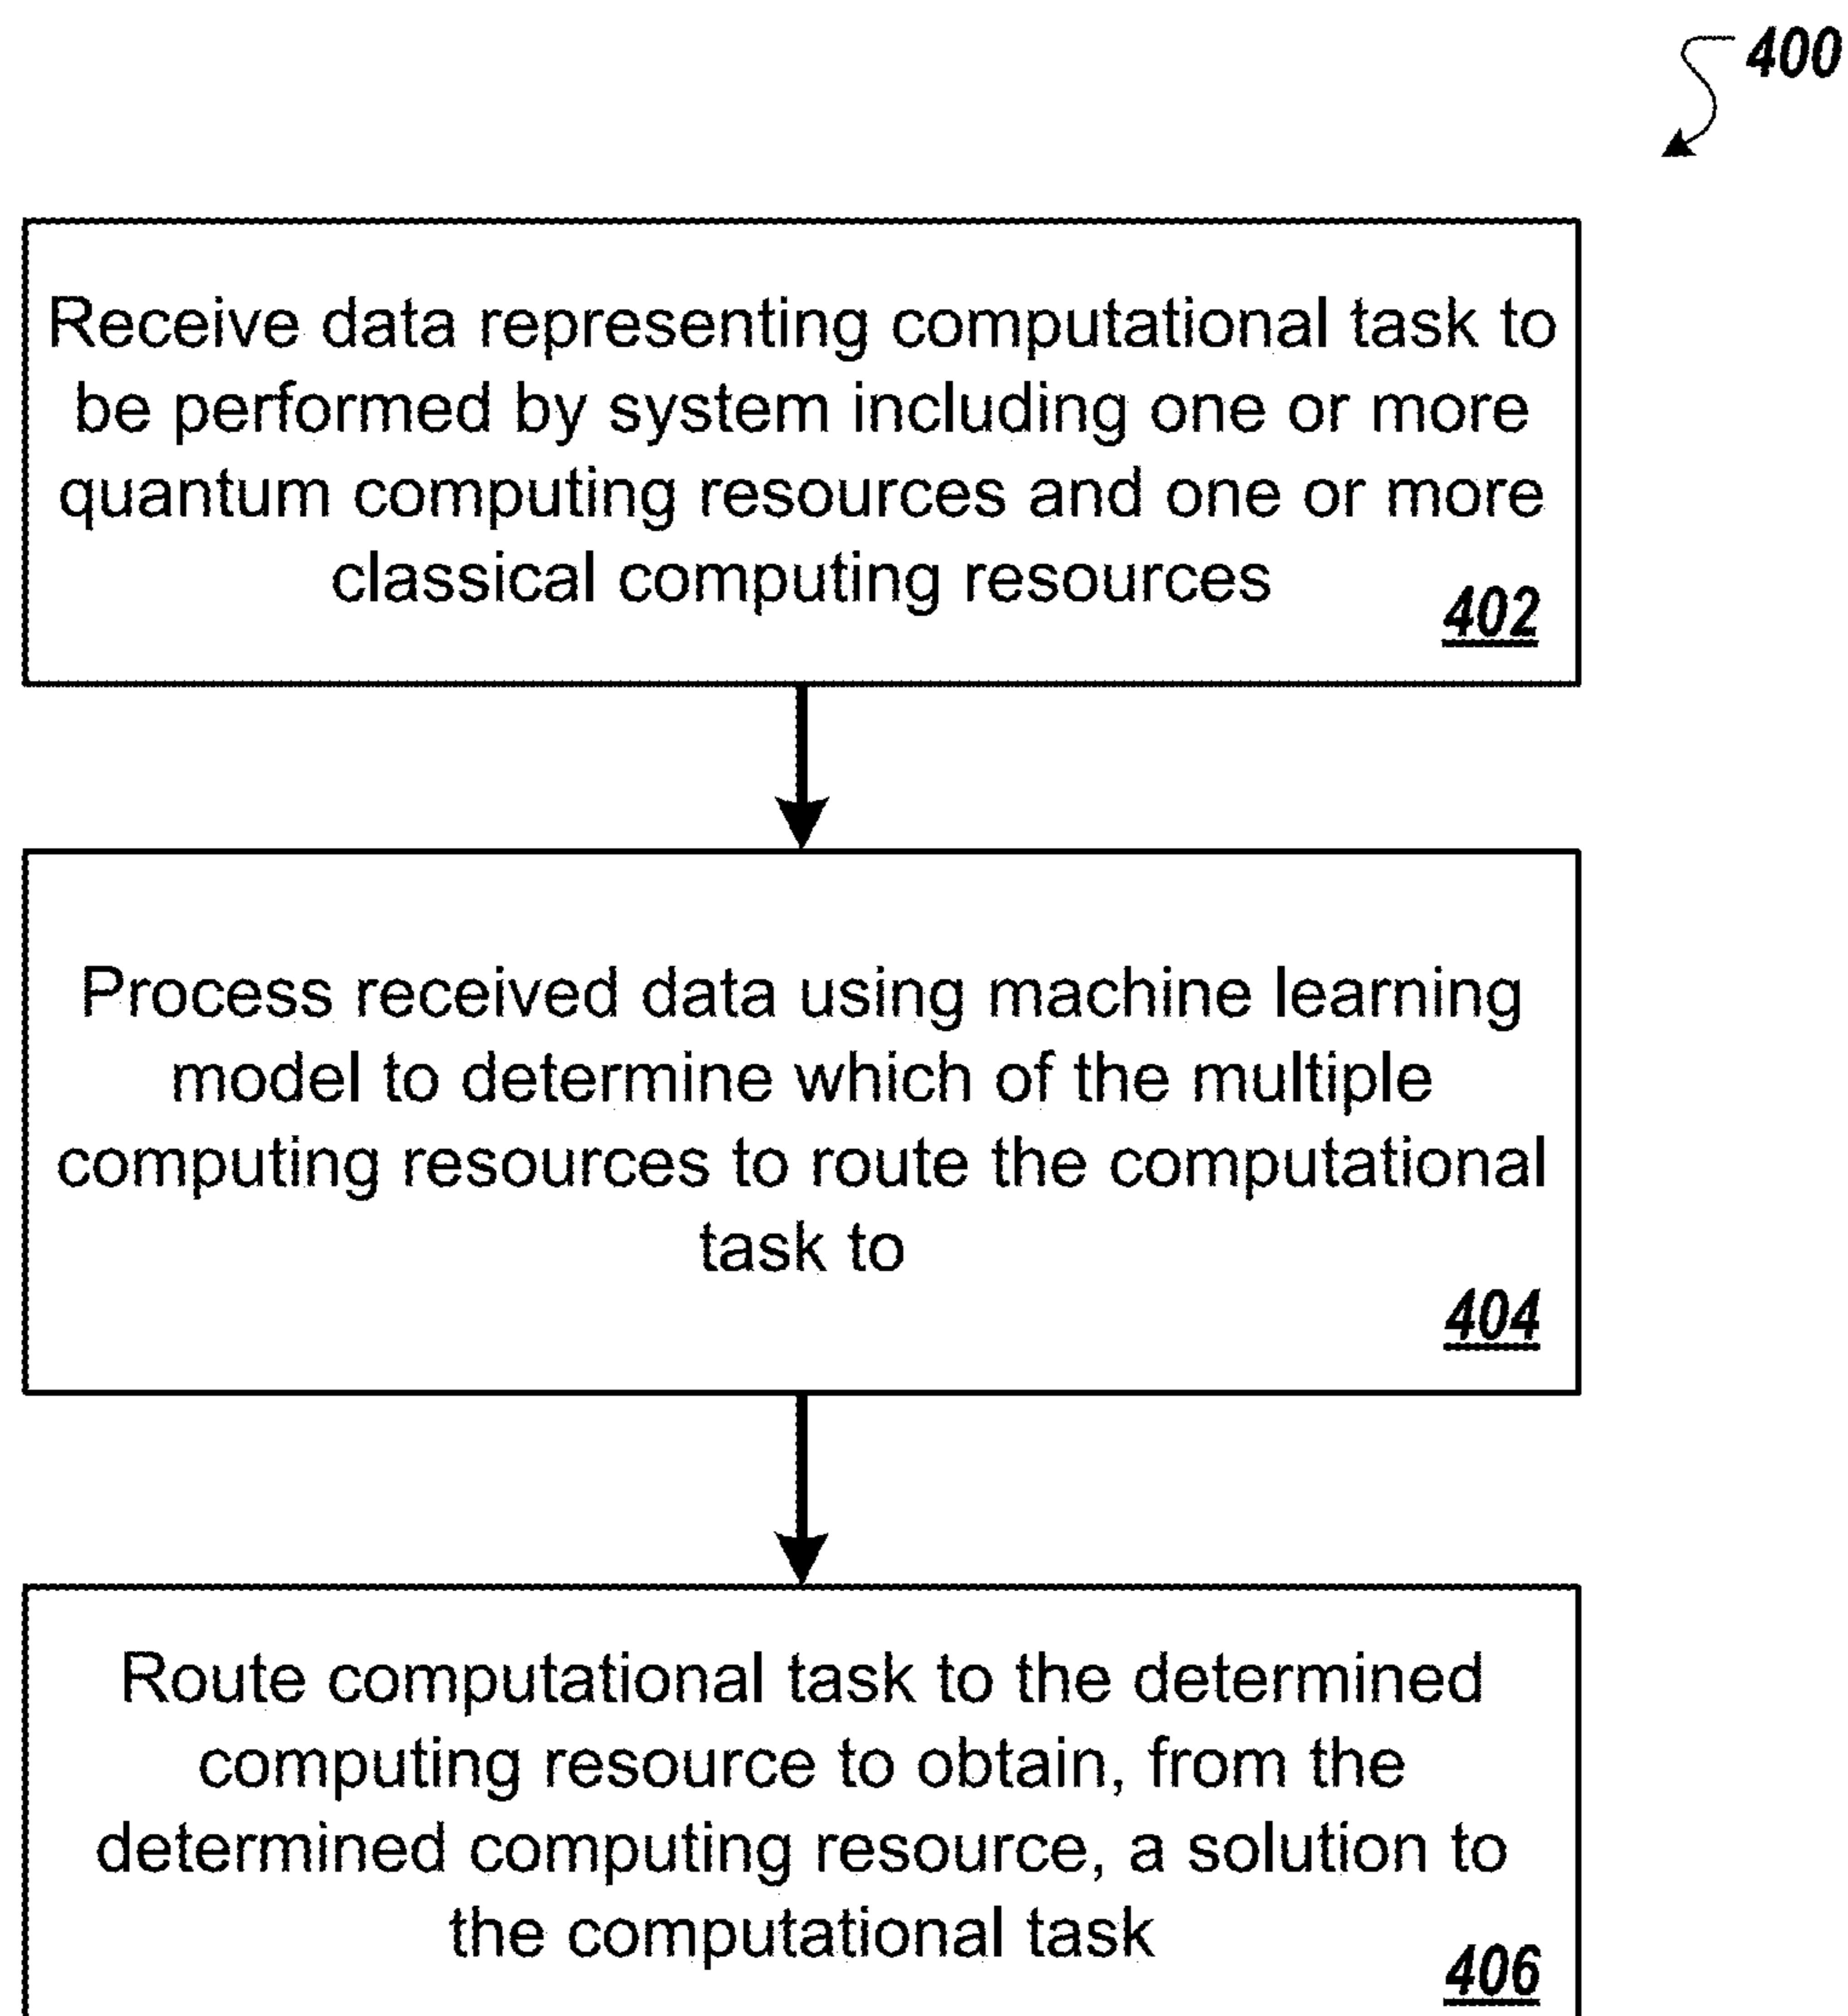 400
Receive data representing computational task to
be performed by system including one or more
quantum computing resources and one or more
classical computing resources
402
Process received data using machine learning
model to determine which of the multiple
computing resources to route the computational
task to
404
Route computational task to the determined
computing resource to obtain, from the
determined computing resource, a solution to
the computational task
406